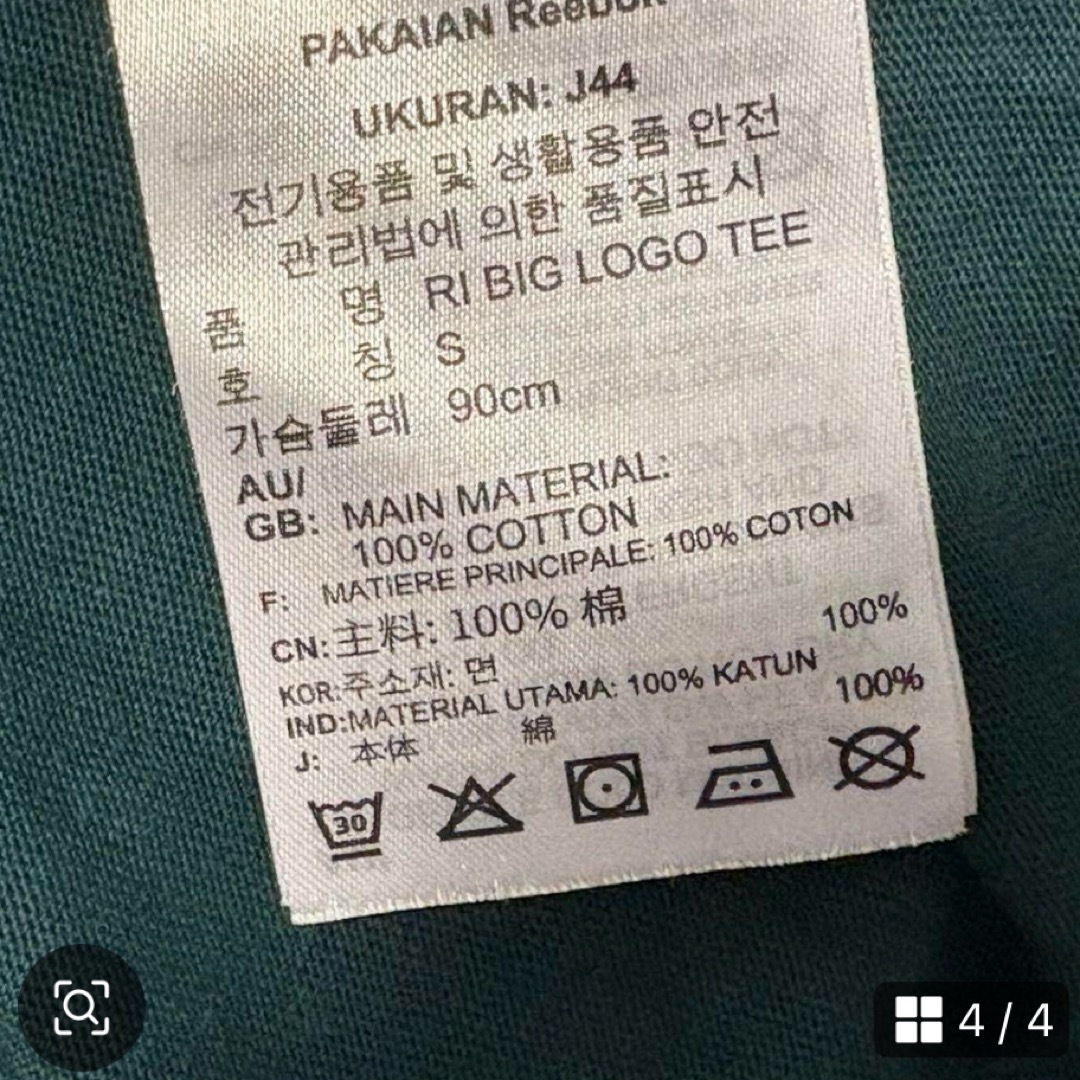 PAKAIAN Reebok
UKURAN: J44
전기용품 및 생활용품 안전
관리법에 의한 품질표시
품 명 RI BIG LOGO TEE
호 칭 S
가슴둘레 90cm
AU/
GB: MAIN MATERIAL:
100% COTTON
F: MATIERE PRINCIPALE: 100% COTON
CN: 主料: 100% 棉
KOR: 주소재: 면 100%
IND: MATERIAL UTAMA: 100% KATUN
J: 本体 綿 100%
30
4 / 4